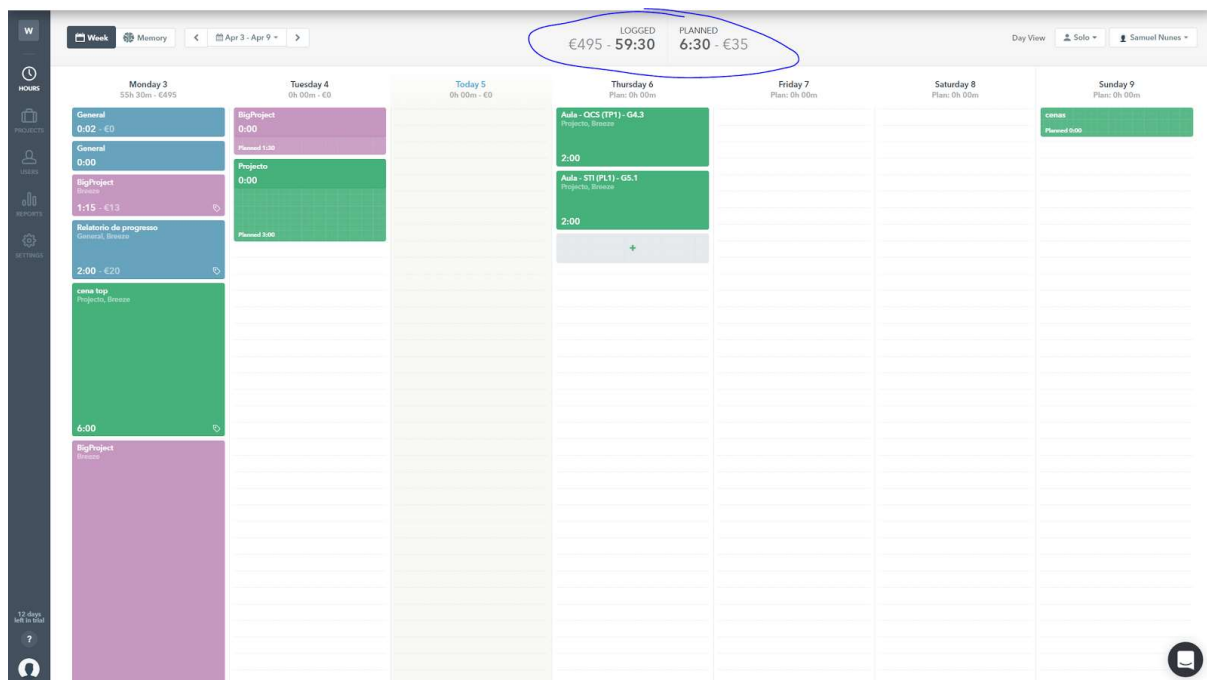 W
Week
Memory
Apr 3 - Apr 9
LOGGED
€495 - 59:30
PLANNED
6:30 - €35
Day View
Solo
Samuel Nunes
HOURS
PROJECTS
USERS
REPORTS
SETTINGS
12 days
left in trial
?
Monday 3
55h 30m - €495
General
0:02 - €0
General
0:00
BigProject
Breeze
1:15 - €13
Relatorio de progresso
General, Breeze
2:00 - €20
cena top
Projecto, Breeze
6:00
BigProject
Breeze
Tuesday 4
0h 00m - €0
BigProject
0:00
Planned 1:30
Projecto
0:00
Planned 3:00
Today 5
0h 00m - €0
Thursday 6
Plan: 0h 00m
Aula - QCS (TP1) - G4.3
Projecto, Breeze
2:00
Aula - STI (PL1) - G5.1
Projecto, Breeze
2:00
+
Friday 7
Plan: 0h 00m
Saturday 8
Plan: 0h 00m
Sunday 9
Plan: 0h 00m
cenas
Planned 0:00